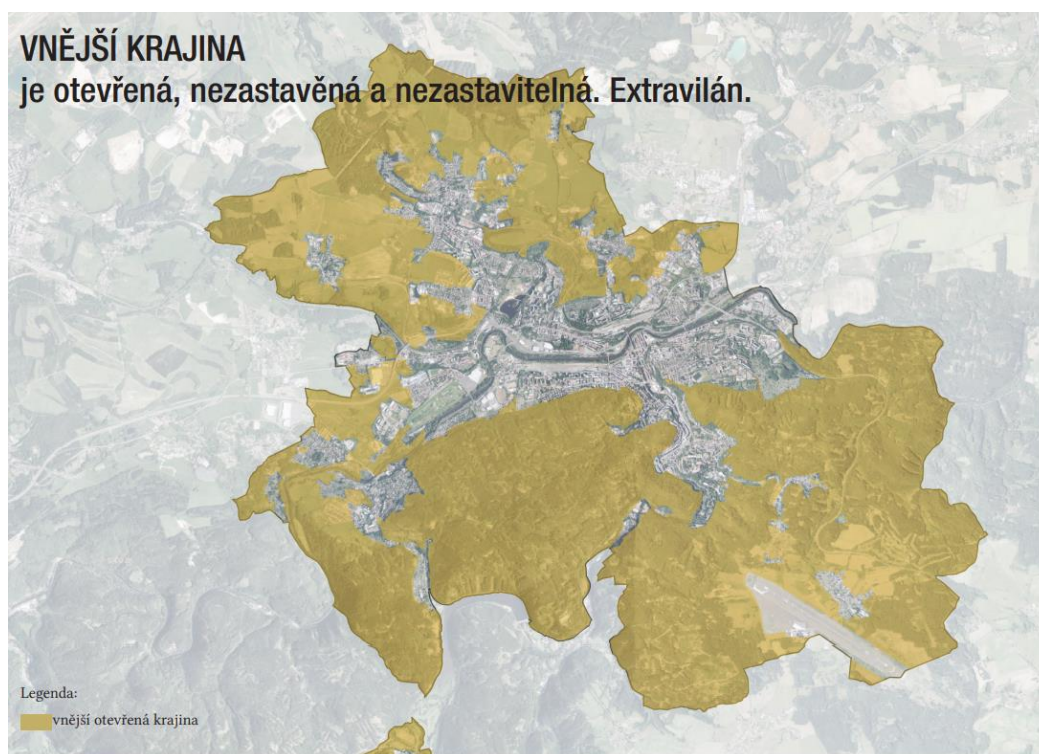 VNĚJŠÍ KRAJINA
je otevřená, nezastavěná a nezastavitelná. Extravilán.
Legenda:
vnější otevřená krajina